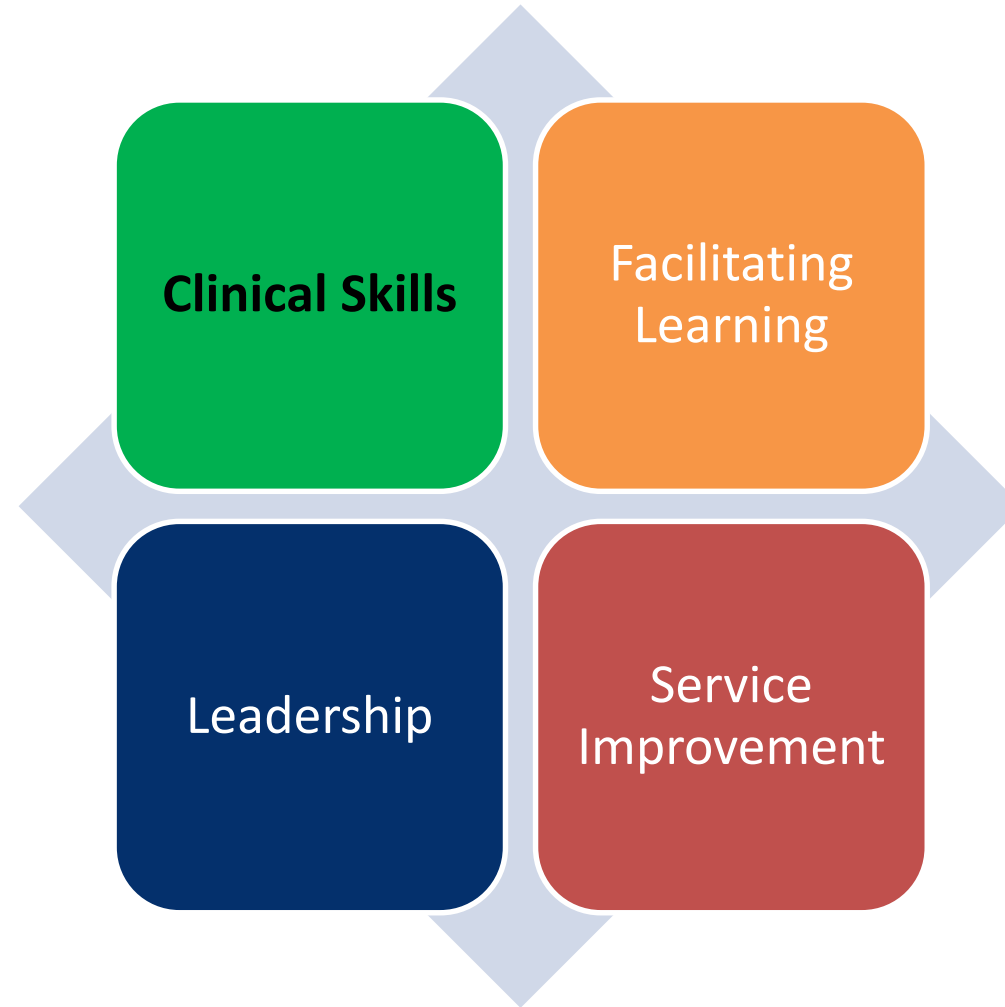 Clinical Skills
Facilitating
Learning
Leadership
Service
Improvement